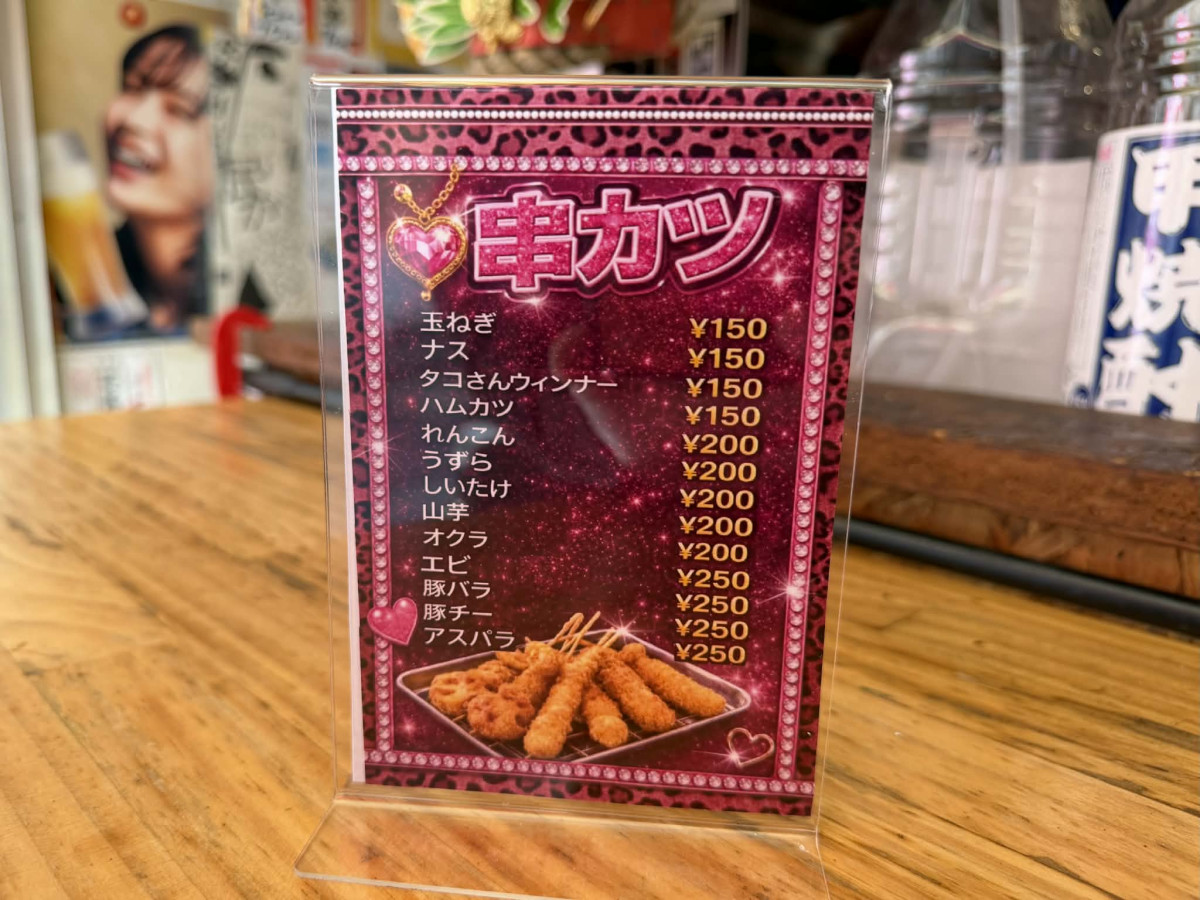 串カツ
玉ねぎ ¥150
ナス ¥150
タコさんウィンナー ¥150
ハムカツ ¥150
れんこん ¥200
うずら ¥200
しいたけ ¥200
山芋 ¥200
オクラ ¥200
エビ ¥250
豚バラ ¥250
豚チー ¥250
アスパラ ¥250